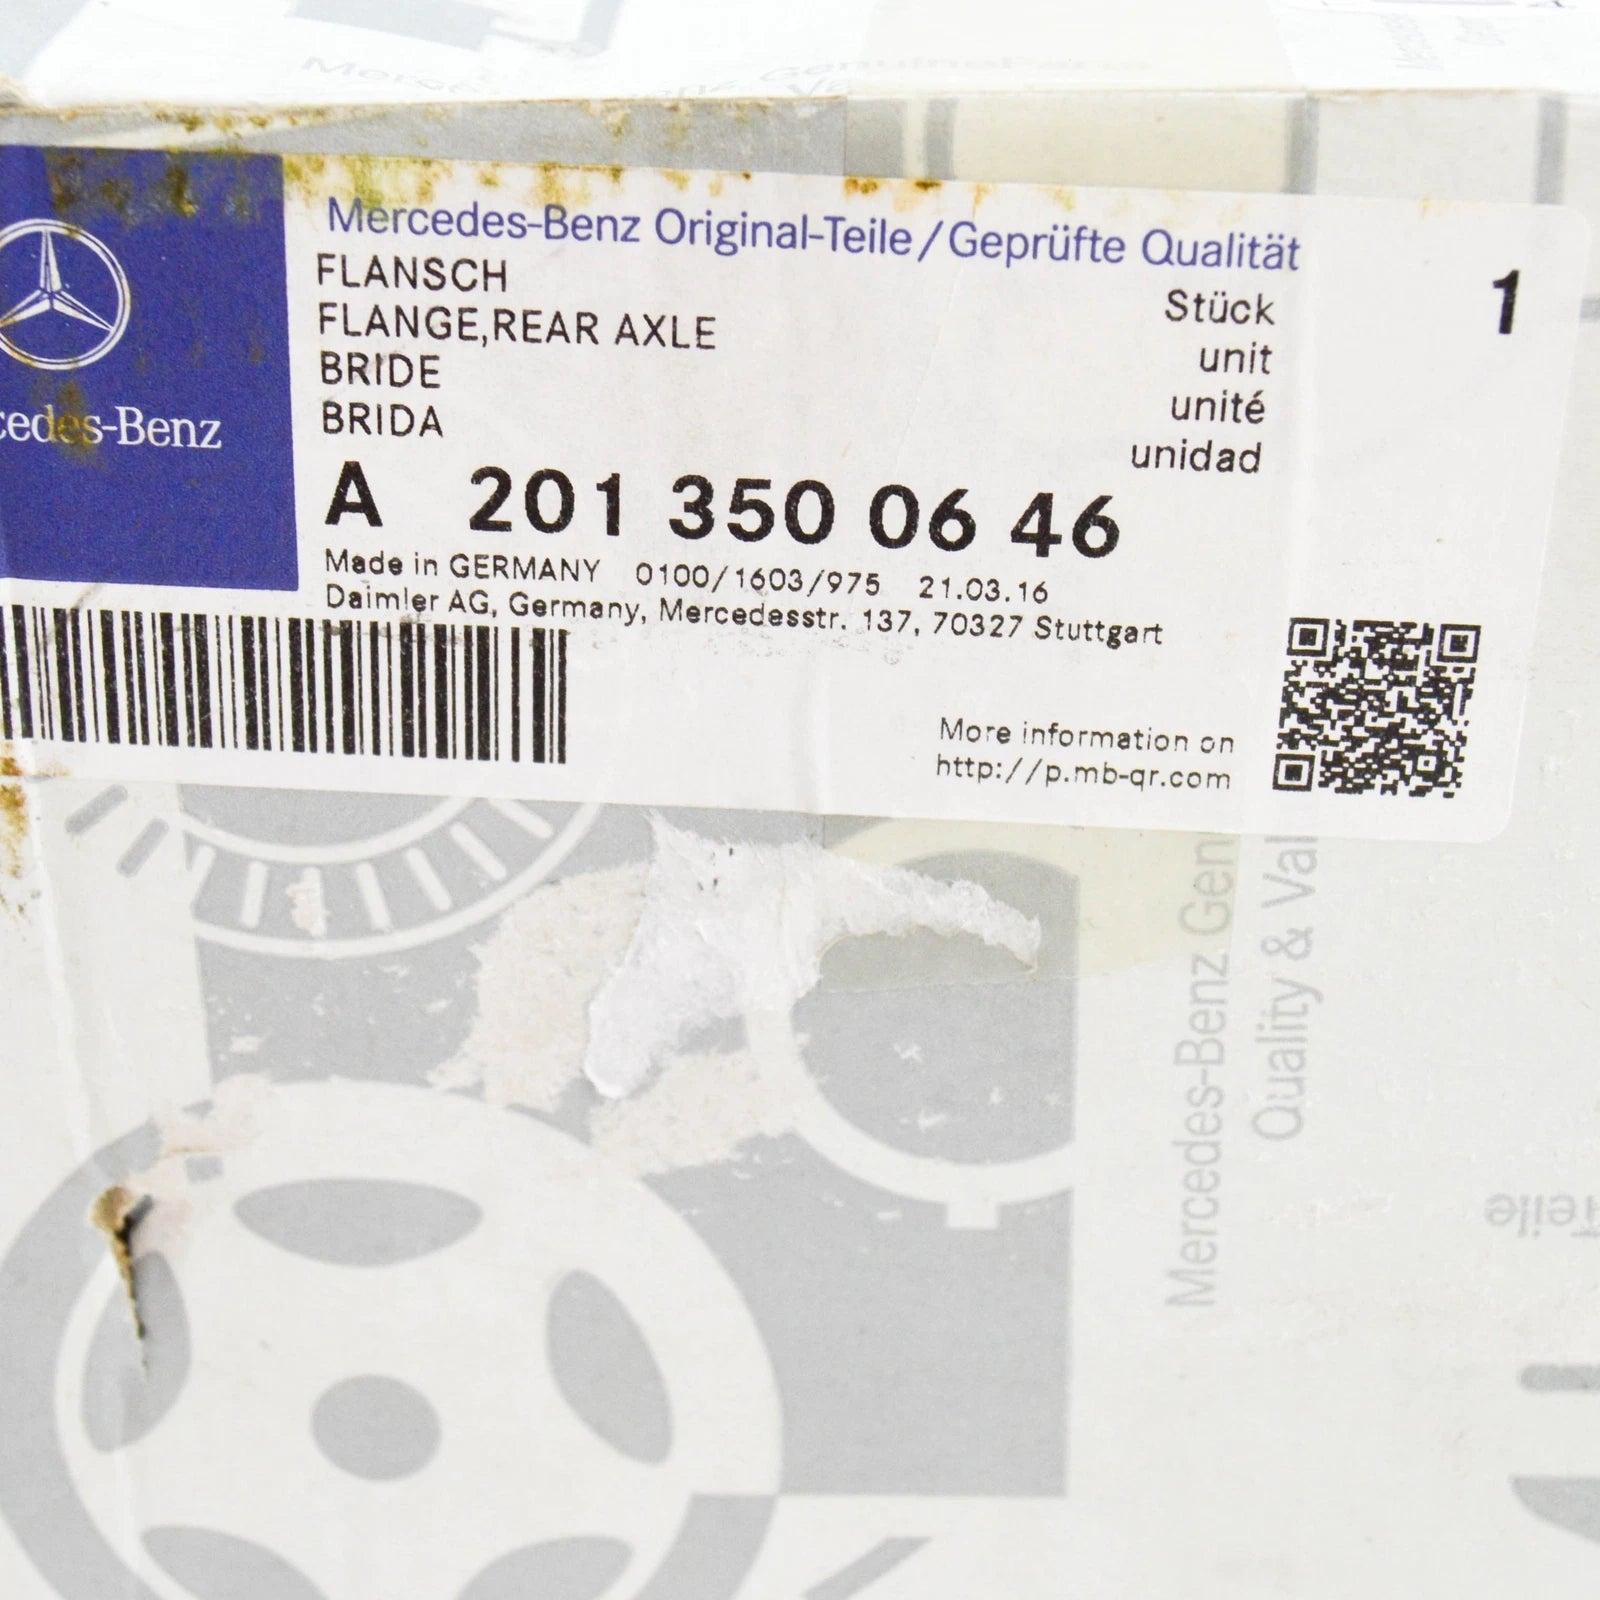 Mercedes-Benz Original-Teile/Geprüfte Qualität
FLANSCH
FLANGE,REAR AXLE
BRIDE
BRIDA
Stück 1
unit
unité
unidad
A 201 350 06 46
Made in GERMANY 0100/1603/975 21.03.16
Daimler AG, Germany, Mercedesstr. 137, 70327 Stuttgart
More information on
http://p.mb-qr.com
cedes-Benz
Mercedes-Benz Gen
Quality & Val
Teile